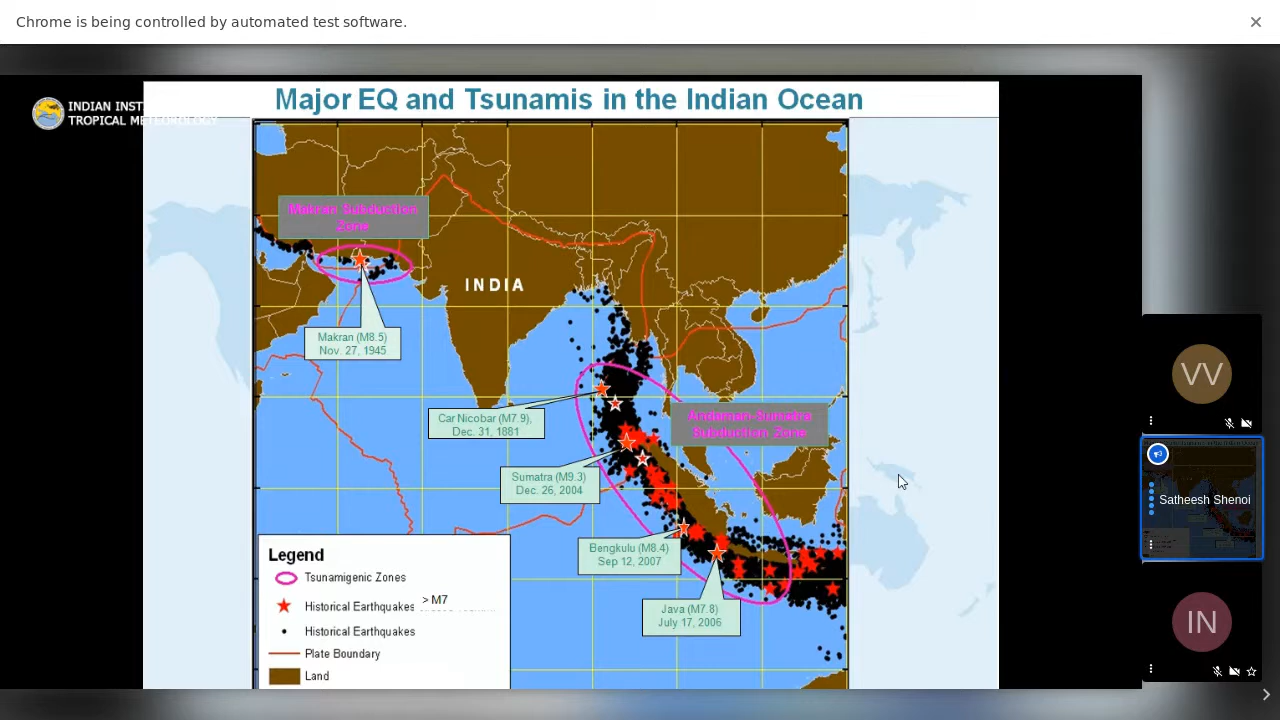 Chrome is being controlled by automated test software.
INDIAN INST
TROPICAL METEOROLOGY
Major EQ and Tsunamis in the Indian Ocean
Makran Subduction
Zone
INDIA
Makran (M8.5)
Nov. 27, 1945
Car Nicobar (M7.9),
Dec. 31, 1881
Andaman-Sumatra
Subduction Zone
Sumatra (M9.3)
Dec. 26, 2004
Bengkulu (M8.4)
Sep 12, 2007
Java (M7.8)
July 17, 2006
Legend
Tsunamigenic Zones
Historical Earthquakes > M7
Historical Earthquakes
Plate Boundary
Land
VV
Satheesh Shenoi
IN